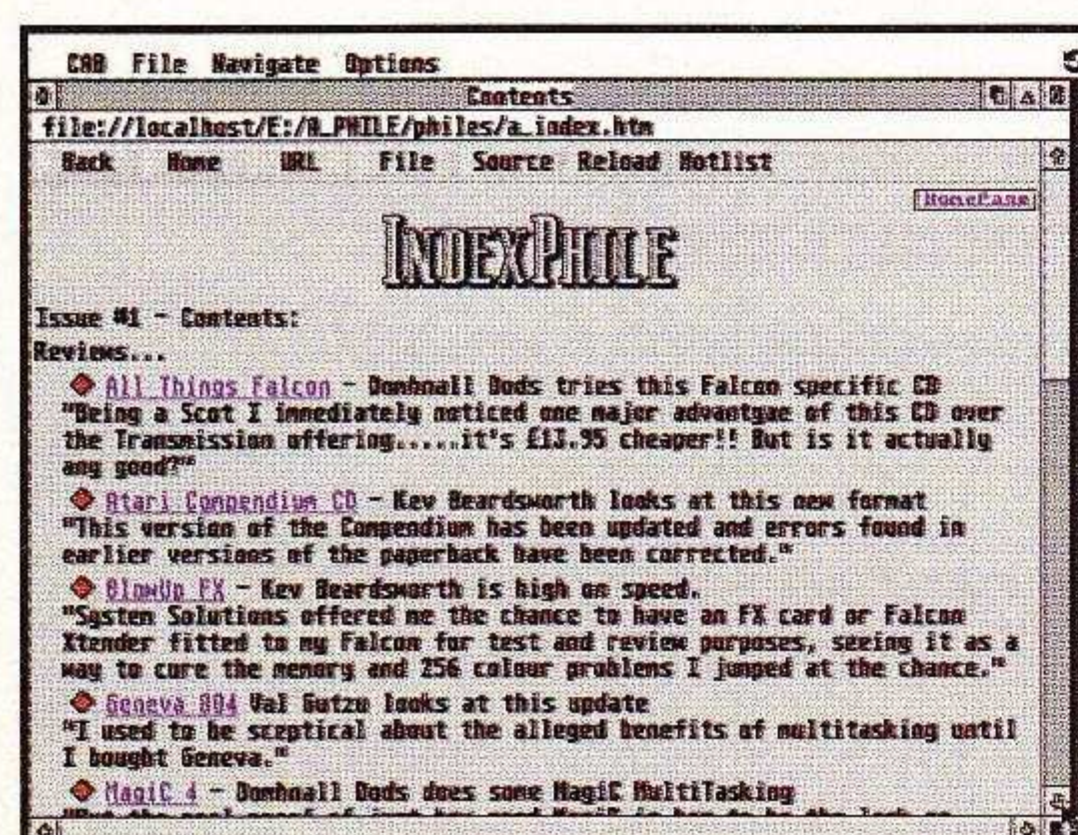 CAB File Navigate Options
Contents
file://localhost/E:/A_PHILE/philes/a_index.htm
Back Home URL File Source Reload Hotlist
HomePage
INDEXPHILE
Issue #1 - Contents:
Reviews...
All Things Falcon - Domhnall Dods tries this Falcon specific CD
"Being a Scot I immediately noticed one major advantgae of this CD over
the Transmission offering.....it's £13.95 cheaper!! But is it actually
any good?"
Atari Compendium CD - Kev Beardsworth looks at this new format
"This version of the Compendium has been updated and errors found in
earlier versions of the paperback have been corrected."
BlowUp FX - Kev Beardsworth is high on speed.
"System Solutions offered me the chance to have an FX card or Falcon
Xtender fitted to my Falcon for test and review purposes, seeing it as a
way to cure the memory and 256 colour problems I jumped at the chance."
Geneva 004 Val Gutzu looks at this update
"I used to be sceptical about the alleged benefits of multitasking until
I bought Geneva."
MagiC 4 - Domhnall Dods does some MagiC MultiTasking